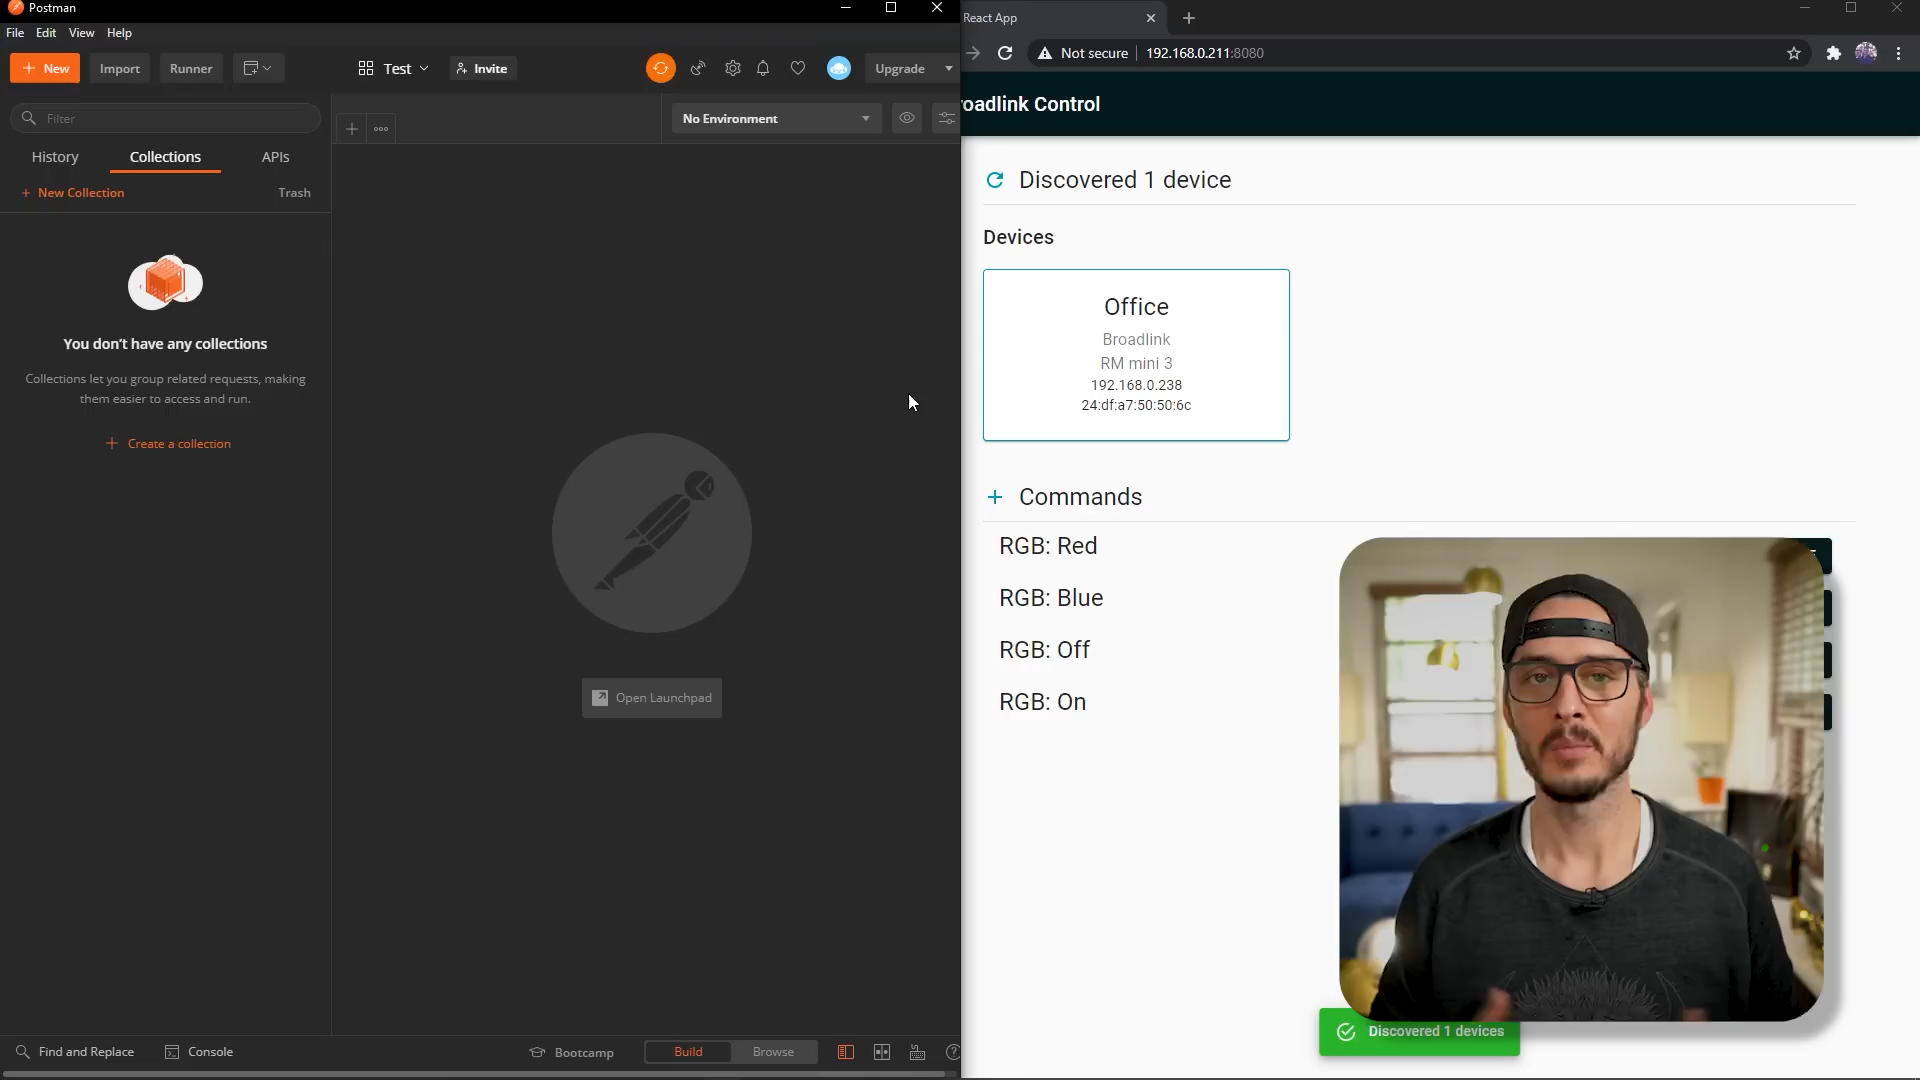 Postman
File Edit View Help
New Import Runner
Test Invite Upgrade
Filter
No Environment
History Collections APIs
+ New Collection Trash
You don't have any collections
Collections let you group related requests, making
them easier to access and run.
+ Create a collection
Open Launchpad
Find and Replace Console
Bootcamp Build Browse
React App
Not secure 192.168.0.211:8080
oadlink Control
Discovered 1 device
Devices
Office
Broadlink
RM mini 3
192.168.0.238
24:df:a7:50:50:6c
+ Commands
RGB: Red
RGB: Blue
RGB: Off
RGB: On
Discovered 1 devices